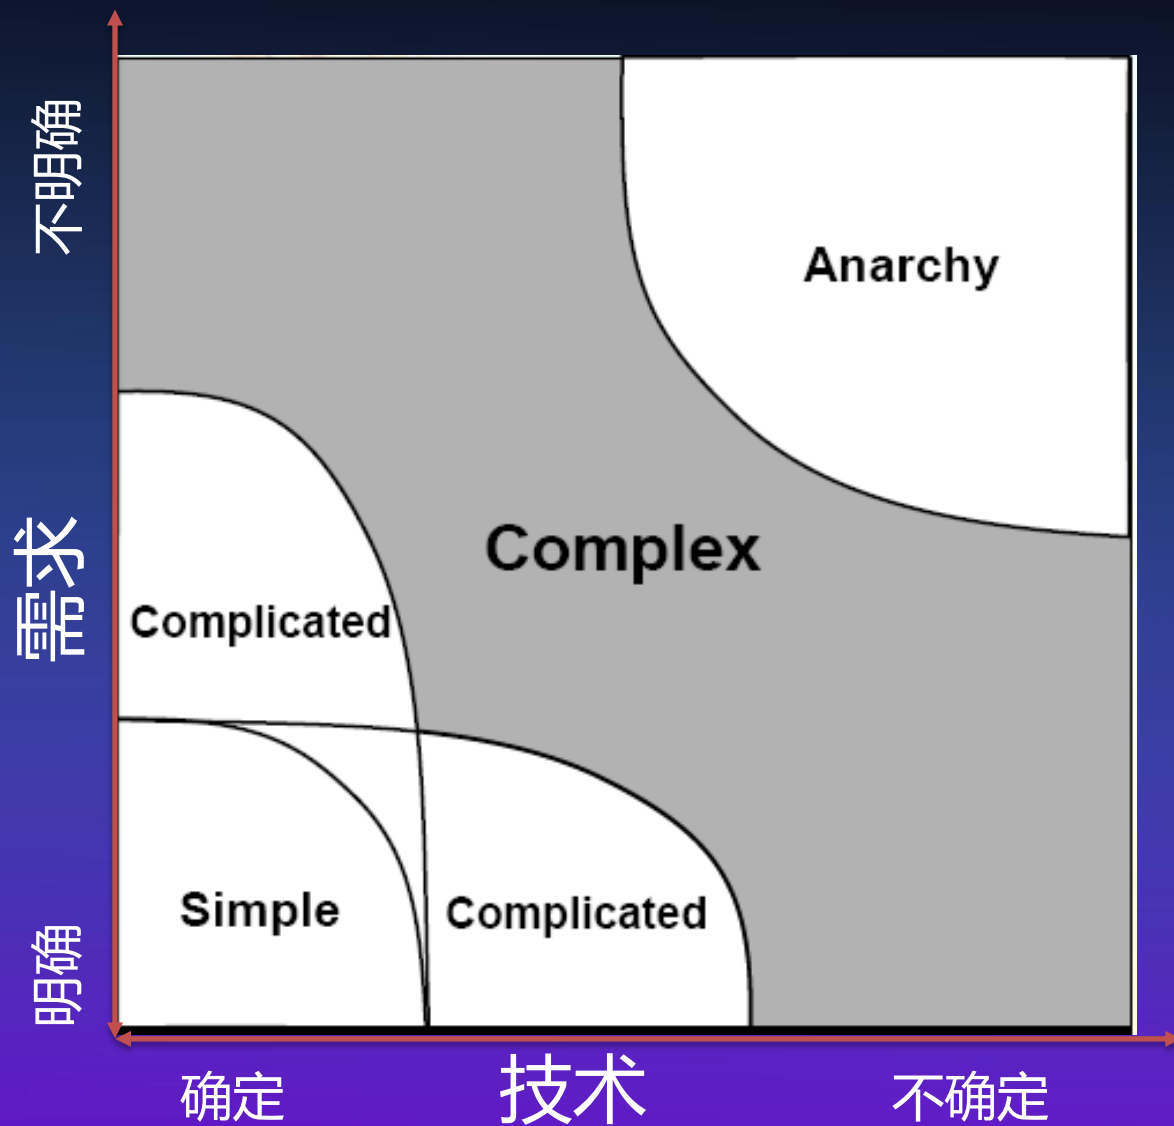 不明确
Anarchy
Complex
需求
Complicated
Simple
Complicated
明确
确定
技术
不确定